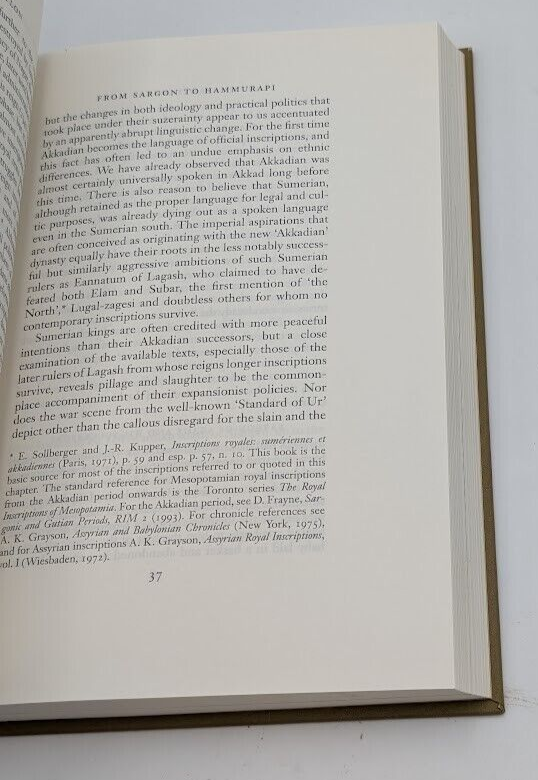 FROM SARGON TO HAMMURAPI
but the changes in both ideology and practical politics that
took place under their suzerainty appear to us accentuated
by an apparently abrupt linguistic change. For the first time
Akkadian becomes the language of official inscriptions, and
this fact has often led to an undue emphasis on ethnic
differences. We have already observed that Akkadian was
almost certainly universally spoken in Akkad long before
this time. There is also reason to believe that Sumerian,
although retained as the proper language for legal and cul-
tic purposes, was already dying out as a spoken language
even in the Sumerian south. The imperial aspirations that
are often conceived as originating with the new ‘Akkadian’
dynasty equally have their roots in the less notably success-
ful but similarly aggressive ambitions of such Sumerian
rulers as Eannatum of Lagash, who claimed to have de-
feated both Elam and Subar, the first mention of ‘the
North’,* Lugal-zagesi and doubtless others for whom no
contemporary inscriptions survive.
Sumerian kings are often credited with more peaceful
intentions than their Akkadian successors, but a close
examination of the available texts, especially those of the
later rulers of Lagash from whose reigns longer inscriptions
survive, reveals pillage and slaughter to be the common-
place accompaniment of their expansionist policies. Nor
does the war scene from the well-known ‘Standard of Ur’
depict other than the callous disregard for the slain and the
* E. Sollberger and J.-R. Kupper, Inscriptions royales: sumériennes et
akkadiennes (Paris, 1971), p. 59 and esp. p. 57, n. 10. This book is the
basic source for most of the inscriptions referred to or quoted in this
chapter. The standard reference for Mesopotamian royal inscriptions
from the Akkadian period onwards is the Toronto series The Royal
Inscriptions of Mesopotamia. For the Akkadian period, see D. Frayne, Sar-
gonic and Gutian Periods, RIM 2 (1993). For chronicle references see
A. K. Grayson, Assyrian and Babylonian Chronicles (New York, 1975),
and for Assyrian inscriptions A. K. Grayson, Assyrian Royal Inscriptions,
vol. I (Wiesbaden, 1972).
37